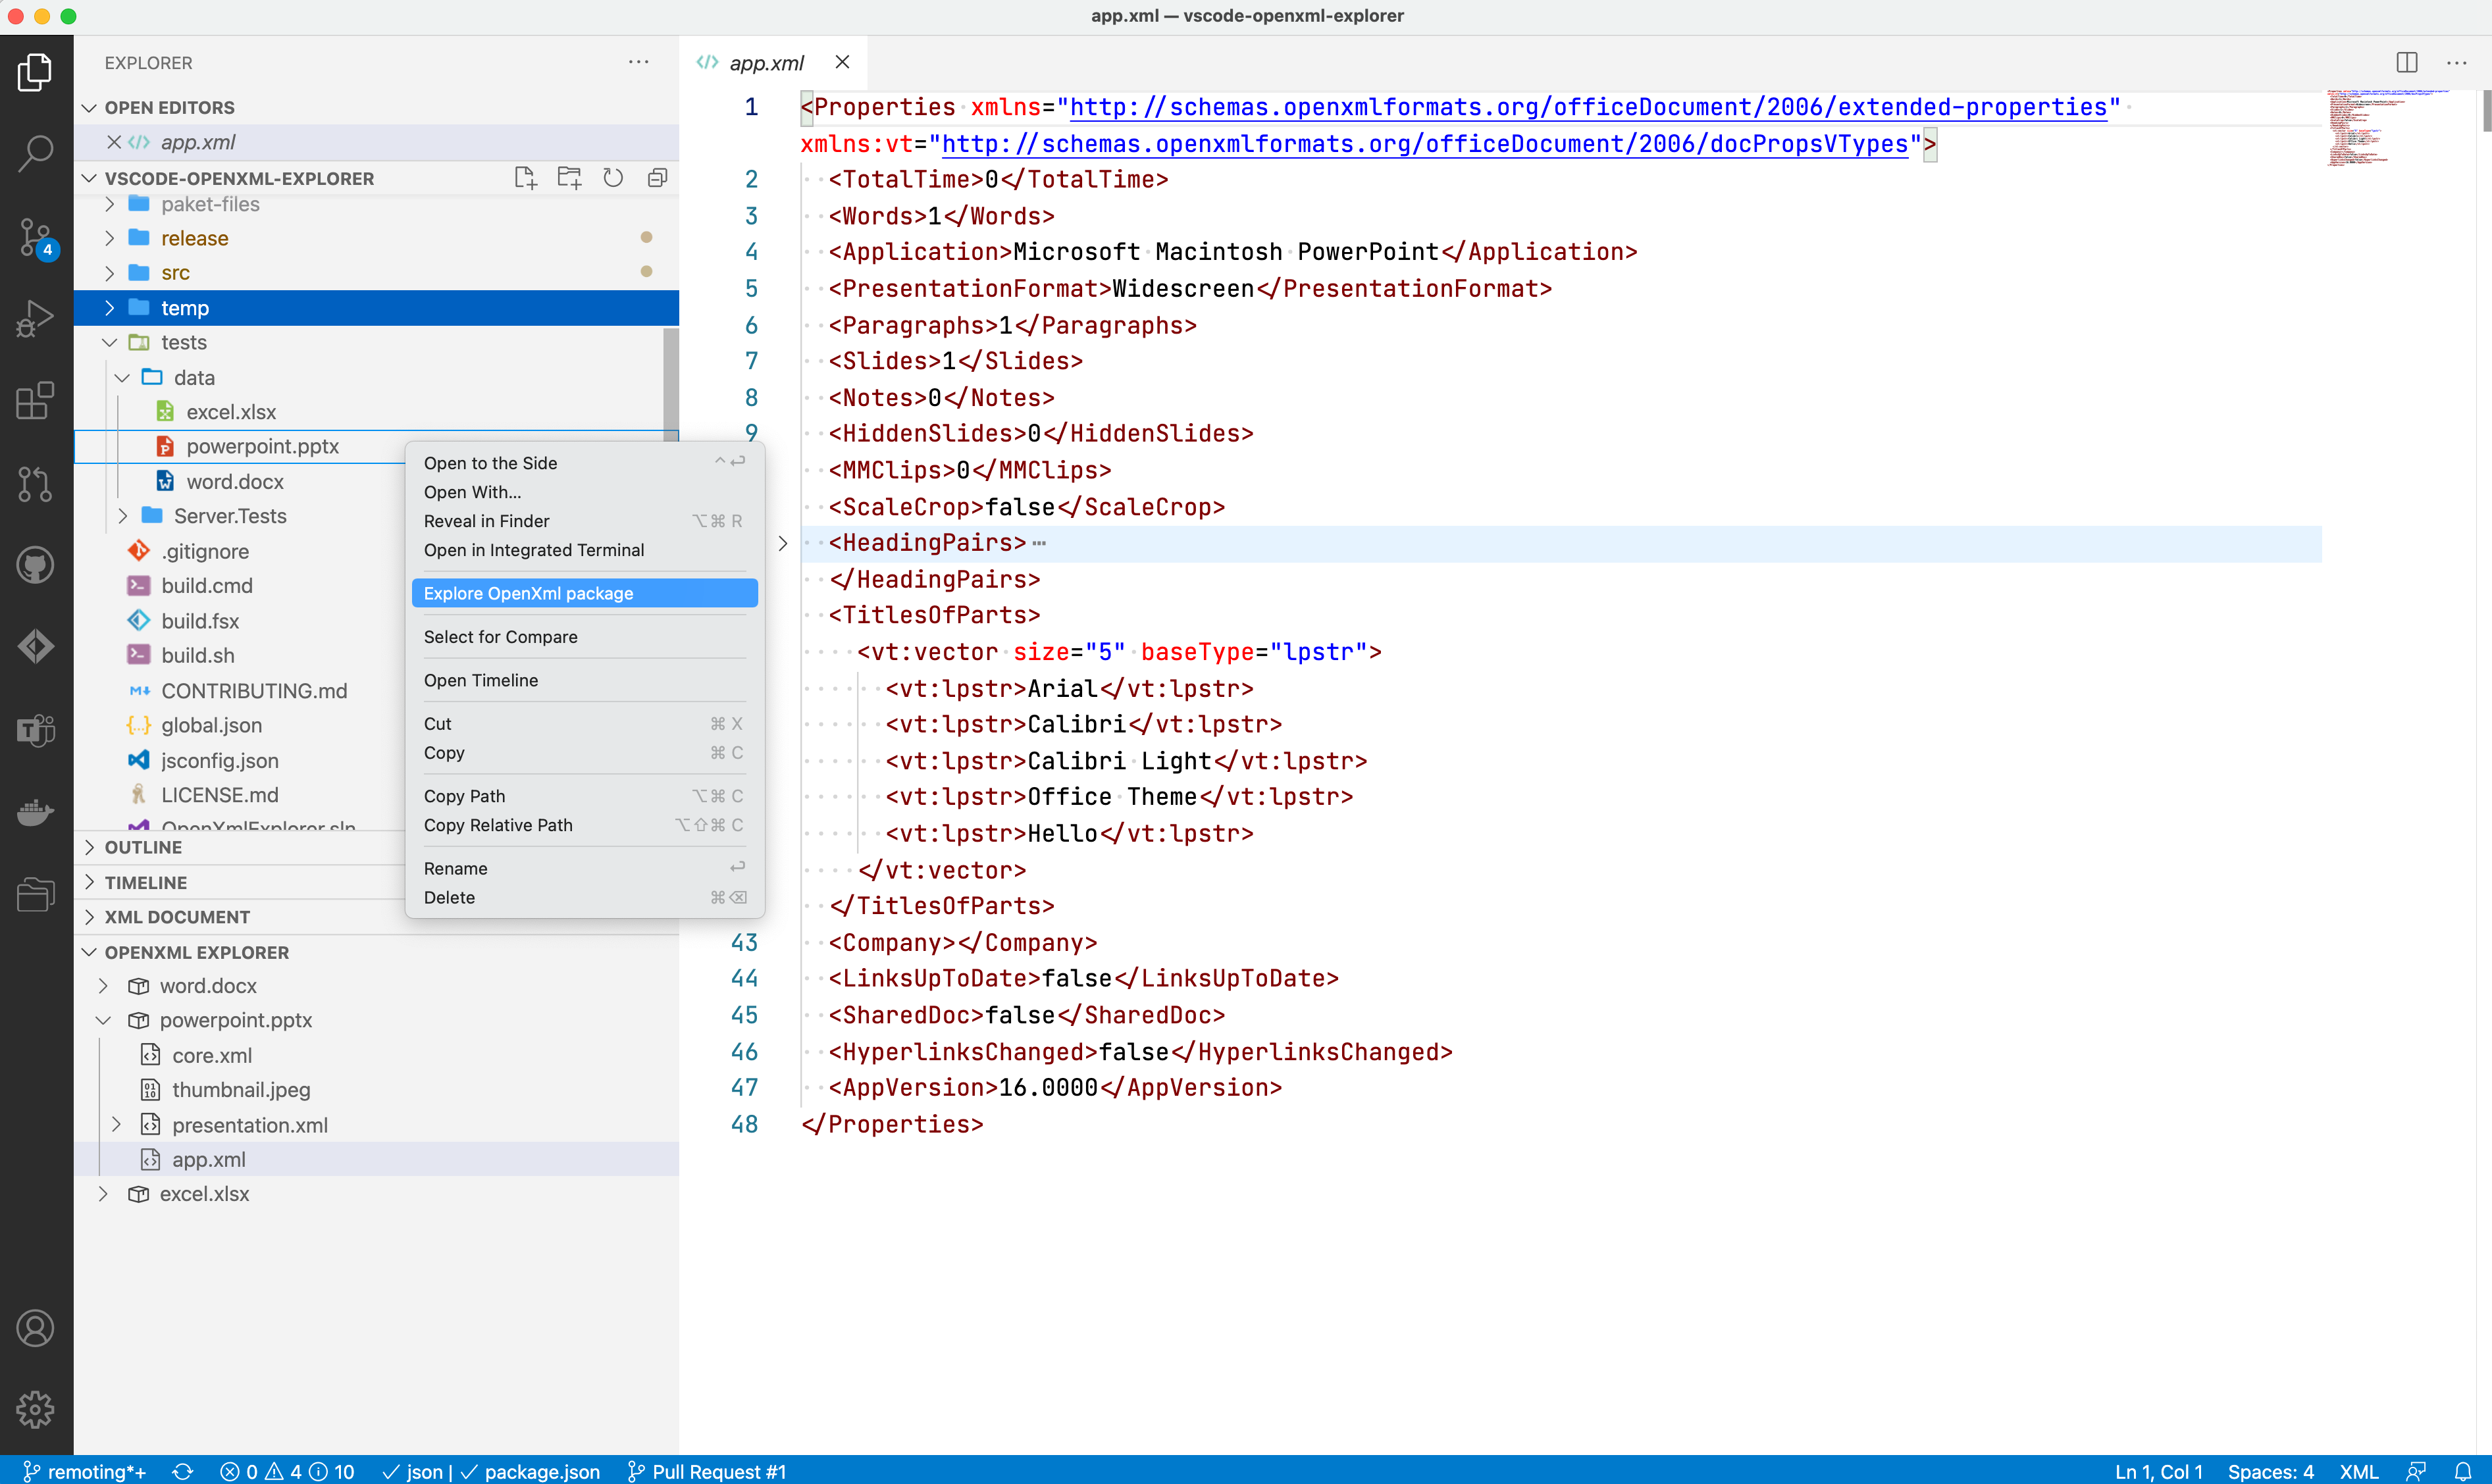 app.xml — vscode-openxml-explorer
EXPLORER
OPEN EDITORS
app.xml
VSCODE-OPENXML-EXPLORER
paket-files
release
src
temp
tests
data
excel.xlsx
powerpoint.pptx
word.docx
Server.Tests
.gitignore
build.cmd
build.fsx
build.sh
CONTRIBUTING.md
global.json
jsconfig.json
LICENSE.md
OpenXmlExplorer.sln
OUTLINE
TIMELINE
XML DOCUMENT
OPENXML EXPLORER
word.docx
powerpoint.pptx
core.xml
thumbnail.jpeg
presentation.xml
app.xml
excel.xlsx
4
Open to the Side ^↩
Open With...
Reveal in Finder ⌥⌘ R
Open in Integrated Terminal
Explore OpenXml package
Select for Compare
Open Timeline
Cut ⌘ X
Copy ⌘ C
Copy Path ⌥⌘ C
Copy Relative Path ⌥⇧⌘ C
Rename ↩
Delete ⌘⌫
app.xml
1 <Properties xmlns="http://schemas.openxmlformats.org/officeDocument/2006/extended-properties"
xmlns:vt="http://schemas.openxmlformats.org/officeDocument/2006/docPropsVTypes">
2 <TotalTime>0</TotalTime>
3 <Words>1</Words>
4 <Application>Microsoft Macintosh PowerPoint</Application>
5 <PresentationFormat>Widescreen</PresentationFormat>
6 <Paragraphs>1</Paragraphs>
7 <Slides>1</Slides>
8 <Notes>0</Notes>
9 <HiddenSlides>0</HiddenSlides>
<MMClips>0</MMClips>
<ScaleCrop>false</ScaleCrop>
<HeadingPairs>⋯
</HeadingPairs>
<TitlesOfParts>
<vt:vector size="5" baseType="lpstr">
<vt:lpstr>Arial</vt:lpstr>
<vt:lpstr>Calibri</vt:lpstr>
<vt:lpstr>Calibri Light</vt:lpstr>
<vt:lpstr>Office Theme</vt:lpstr>
<vt:lpstr>Hello</vt:lpstr>
</vt:vector>
</TitlesOfParts>
43 <Company></Company>
44 <LinksUpToDate>false</LinksUpToDate>
45 <SharedDoc>false</SharedDoc>
46 <HyperlinksChanged>false</HyperlinksChanged>
47 <AppVersion>16.0000</AppVersion>
48 </Properties>
remoting*+ 0 4 10 ✓ json | ✓ package.json Pull Request #1 Ln 1, Col 1 Spaces: 4 XML